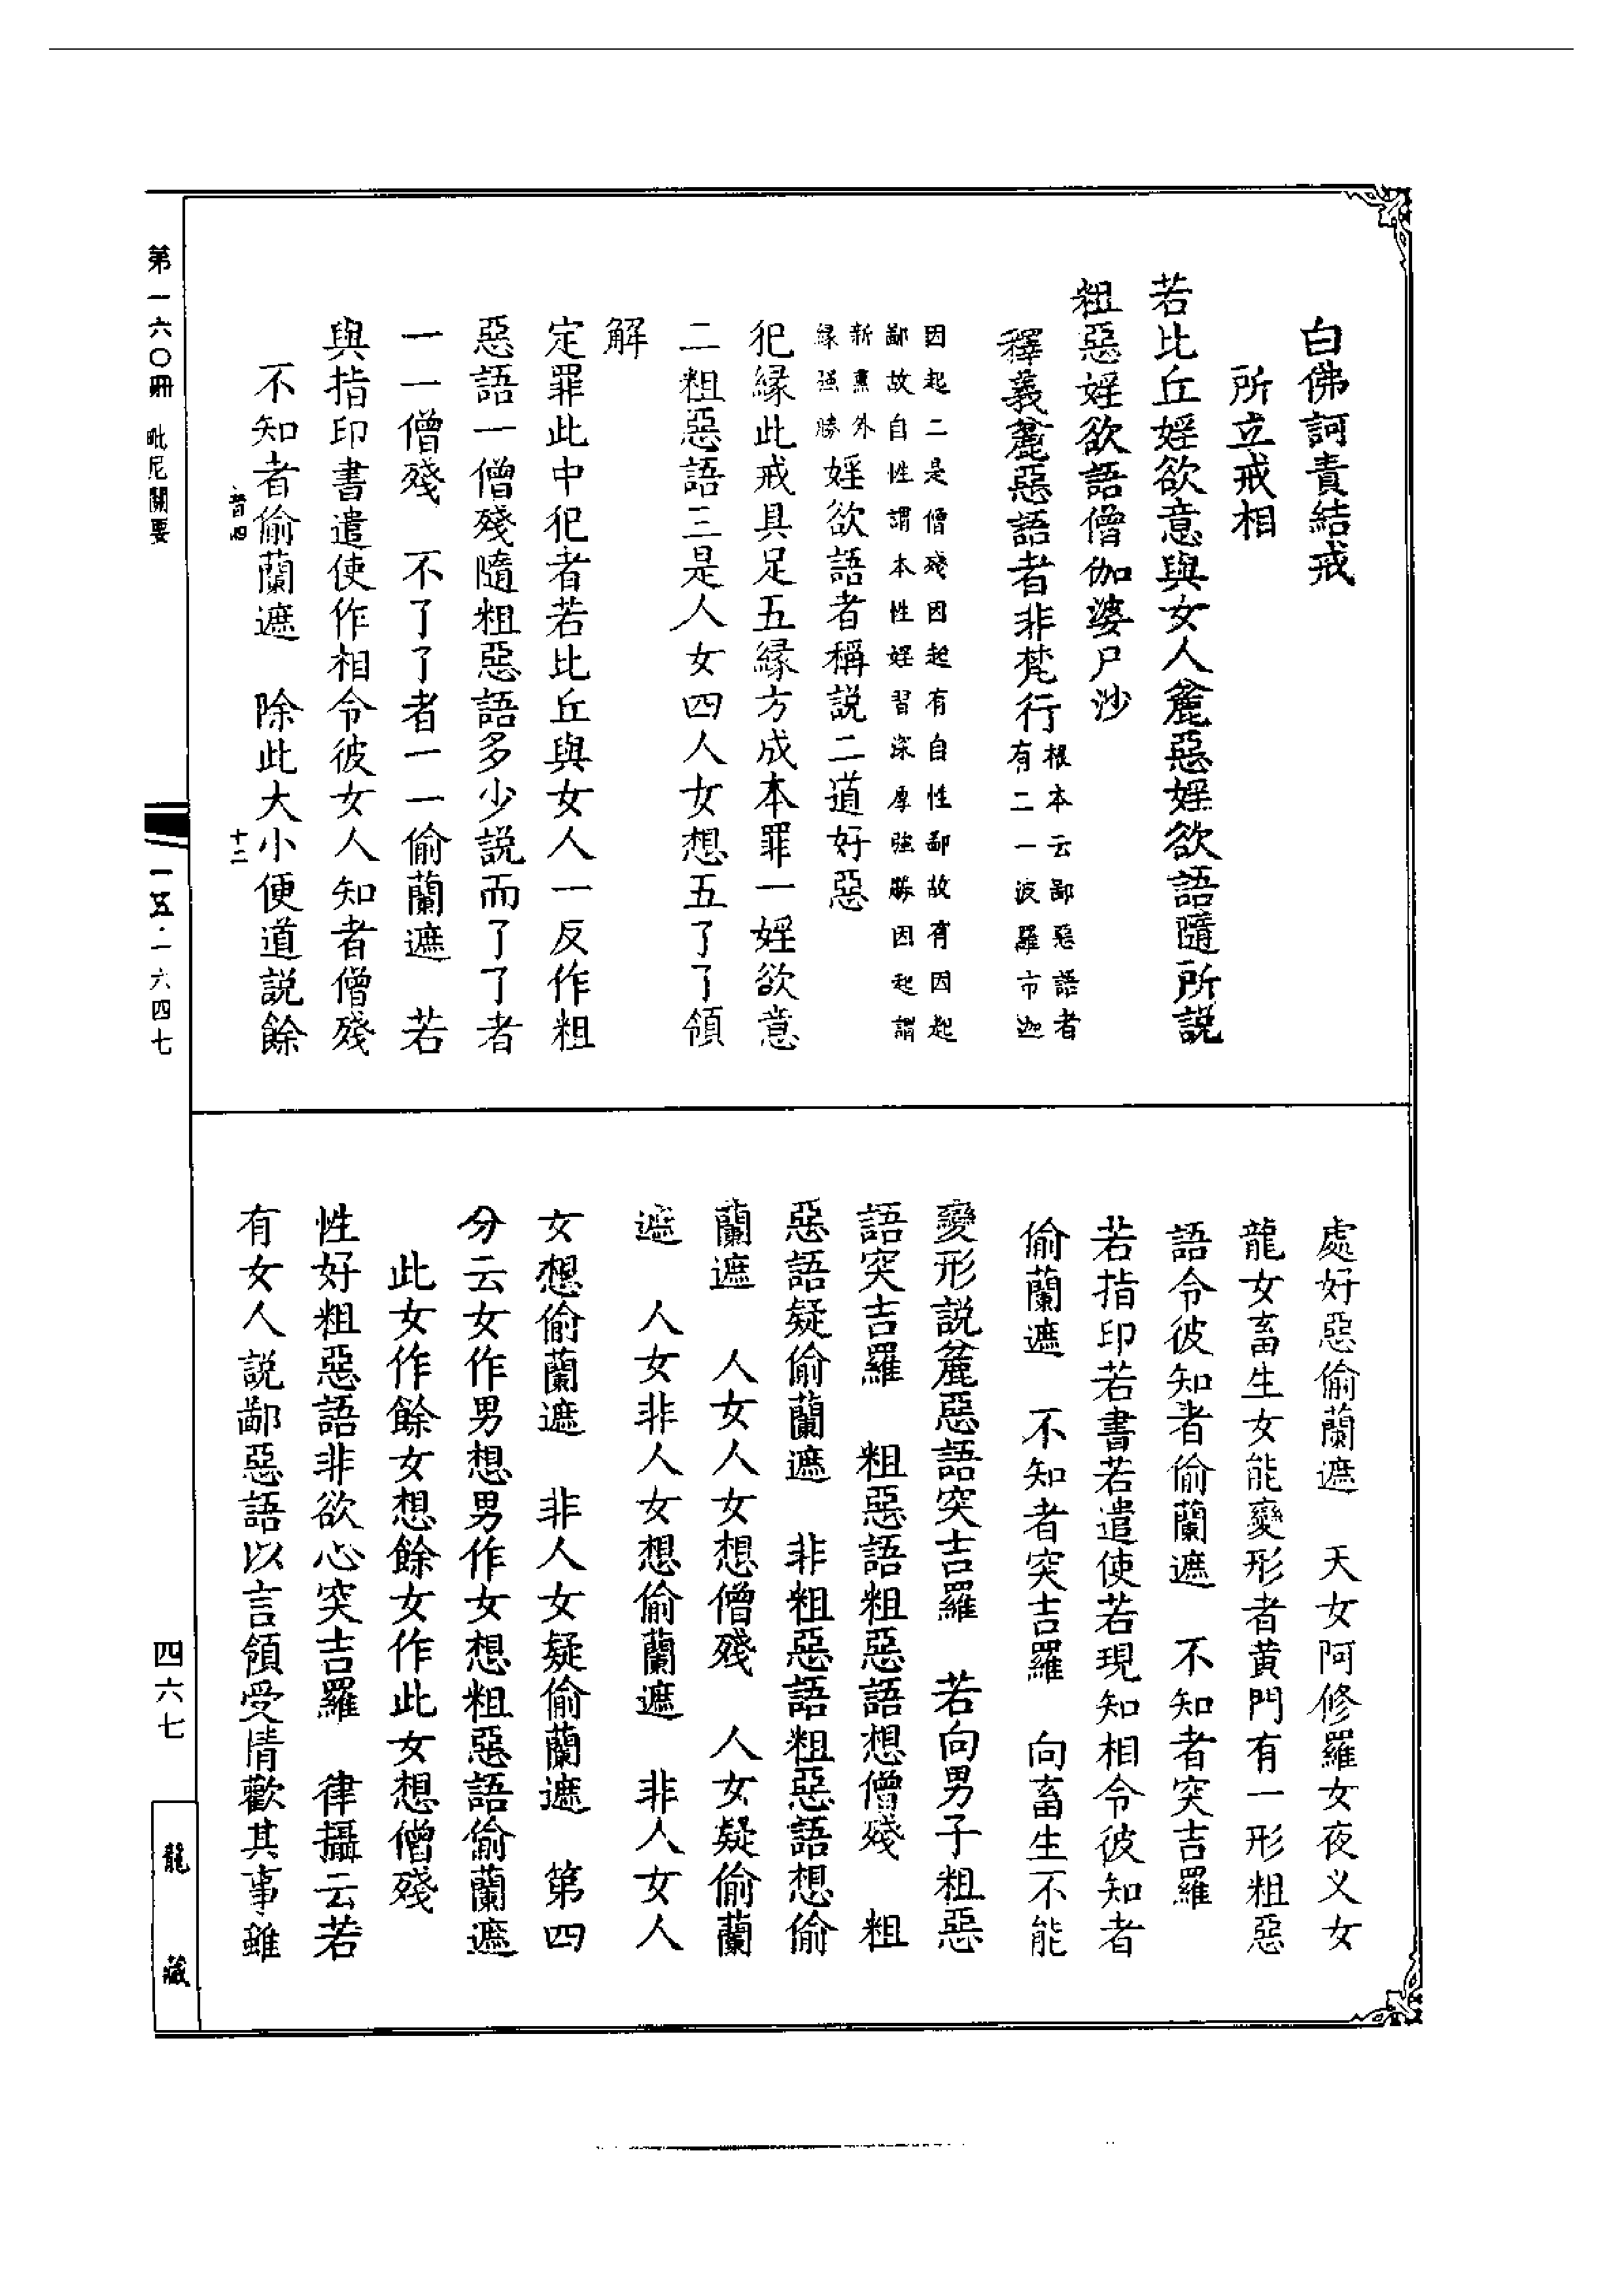 白佛訶責結戒
所立戒相
若比丘婬欲意與女人麄惡婬欲語隨所說
粗惡婬欲語僧伽婆尸沙
釋義麄惡語者非梵行根本云鄙惡語者有二一波羅市迦
因起二是僧殘因起有自性鄙故有因起
鄙故自性謂本性婬習深厚強勝因起謂
新熏外緣强勝婬欲語者稱說二道好惡
犯緣此戒具足五緣方成本罪一婬欲意
二粗惡語三是人女四人女想五了了領
解
定罪此中犯者若比丘與女人一反作粗
惡語一僧殘隨粗惡語多少說而了了者
一一僧殘　不了了者一一偷蘭遮　若
與指印書遣使作相令彼女人知者僧殘
不知者偷蘭遮　除此大小便道說餘
處好惡偷蘭遮　天女阿修羅女夜义女
龍女畜生女能變形者黄門有一形粗惡
語令彼知者偷蘭遮　不知者突吉羅
若指印若書若遣使若現知相令彼知者
偷蘭遮　不知者突吉羅　向畜生不能
變形說麄惡語突吉羅　若向男子粗惡
語突吉羅　粗惡語粗惡語想僧殘　粗
惡語疑偷蘭遮　非粗惡語粗惡語想偷
蘭遮　人女人女想僧殘　人女疑偷蘭
遮　人女非人女想偷蘭遮　非人女人
女想偷蘭遮　非人女疑偷蘭遮　第四
分云女作男想男作女想粗惡語偷蘭遮
此女作餘女想餘女作此女想僧殘
性好粗惡語非欲心突吉羅　律攝云若
有女人說鄙惡語以言領受情歡其事雖
第一六〇冊　毗尼關要
十二
一五·一六四七
四六七
龍藏